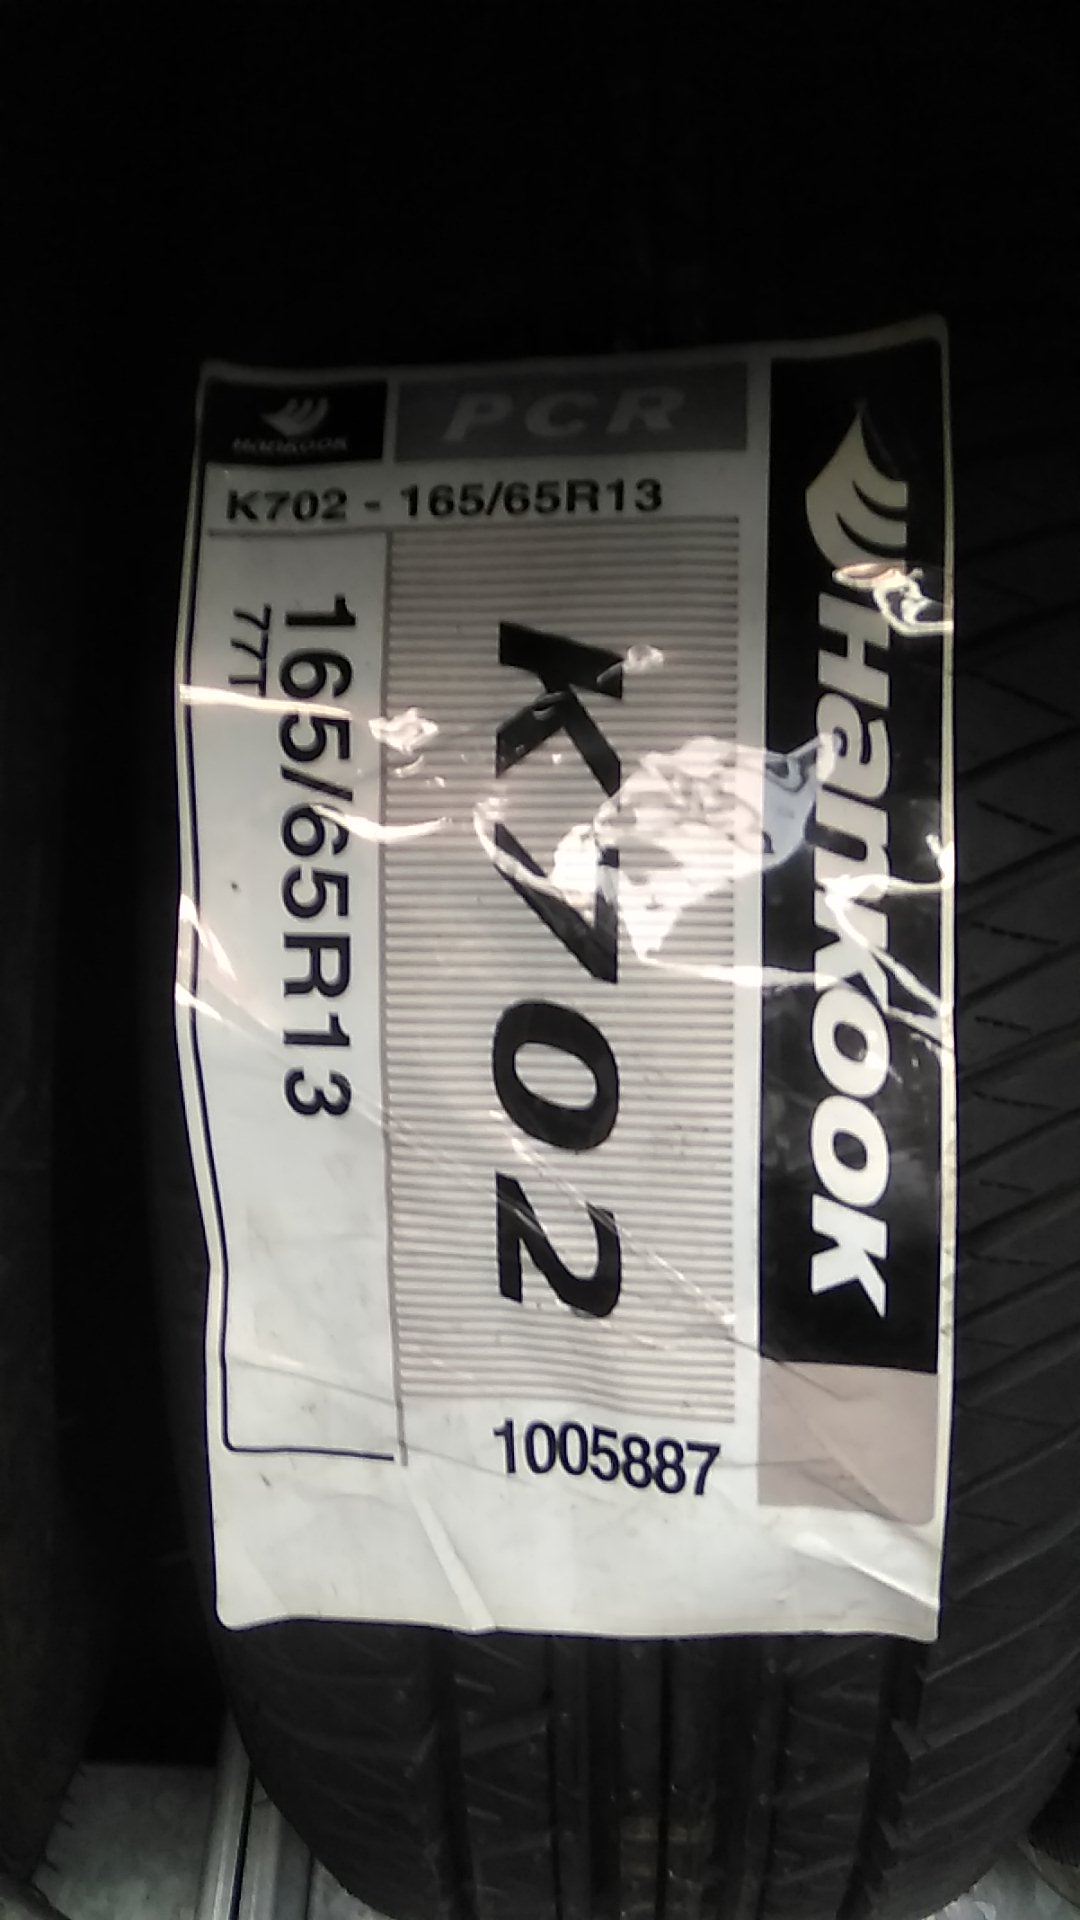 HANKOOK
PCR
K702 - 165/65R13
Hankook
K702
165/65R13
77T
1005887